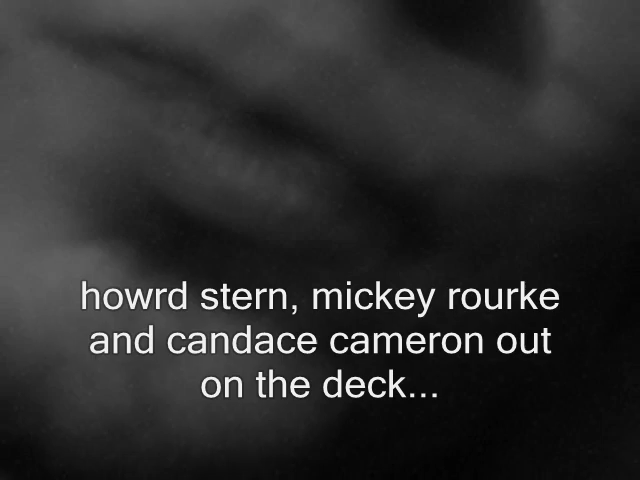 howrd stern, mickey rourke
and candace cameron out
on the deck...